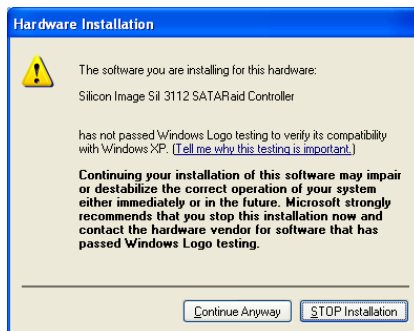 Hardware Installation
The software you are installing for this hardware:
Silicon Image SiI 3112 SATARaid Controller
has not passed Windows Logo testing to verify its compatibility
with Windows XP. (Tell me why this testing is important.)
Continuing your installation of this software may impair
or destabilize the correct operation of your system
either immediately or in the future. Microsoft strongly
recommends that you stop this installation now and
contact the hardware vendor for software that has
passed Windows Logo testing.
Continue Anyway STOP Installation